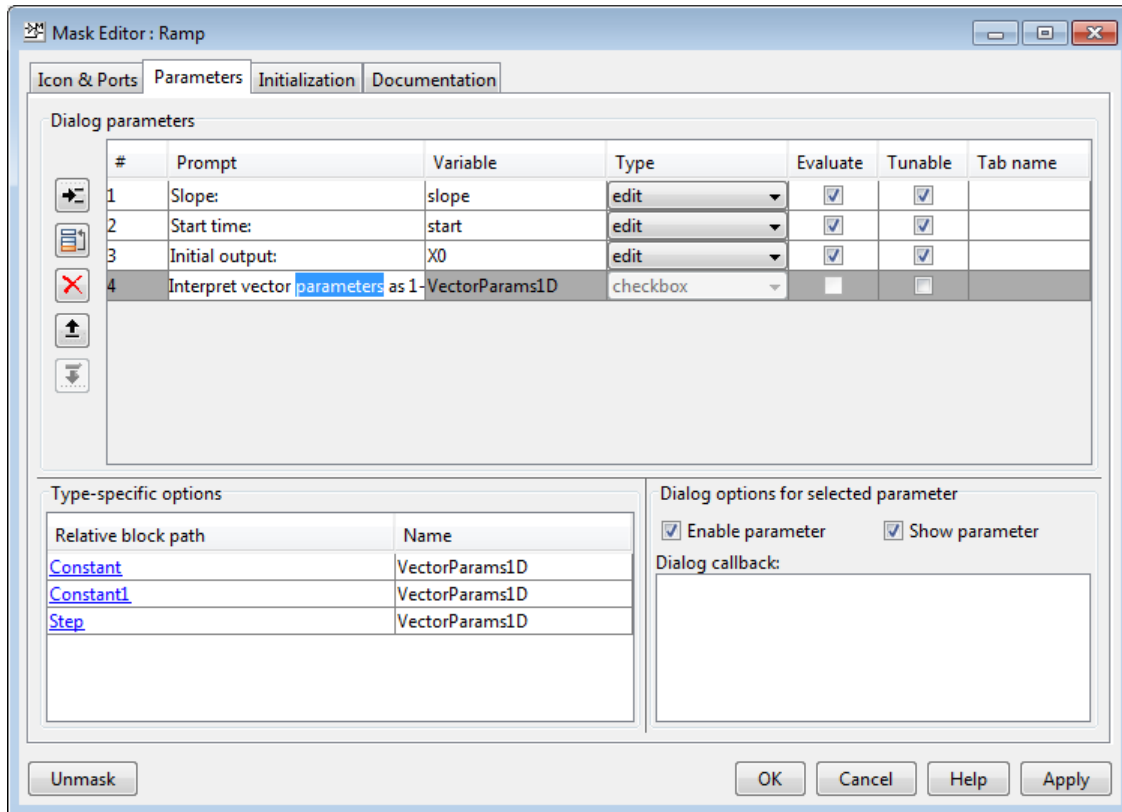 Mask Editor : Ramp
Icon & Ports Parameters Initialization Documentation
Dialog parameters
# Prompt Variable Type Evaluate Tunable Tab name
1 Slope: slope edit
2 Start time: start edit
3 Initial output: X0 edit
4 Interpret vector parameters as 1- VectorParams1D checkbox
Type-specific options
Relative block path Name
Constant VectorParams1D
Constant1 VectorParams1D
Step VectorParams1D
Dialog options for selected parameter
Enable parameter Show parameter
Dialog callback:
Unmask OK Cancel Help Apply